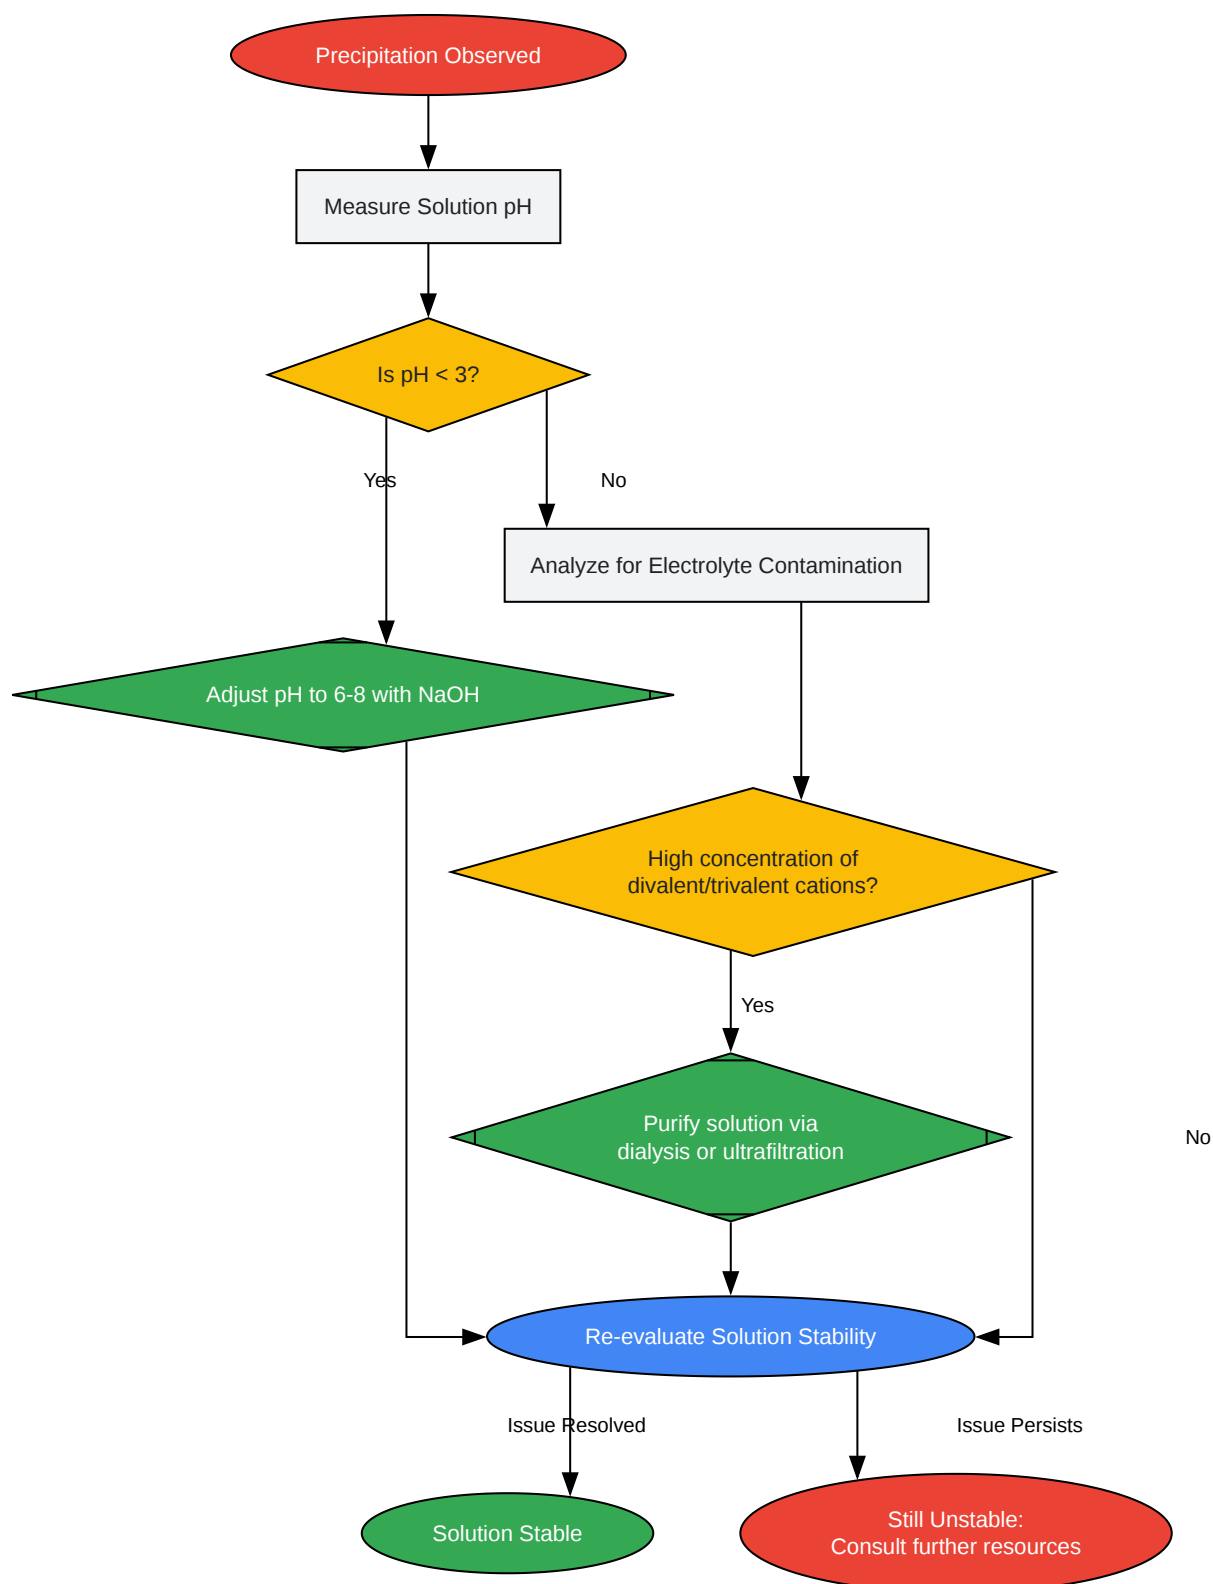 Precipitation Observed
Measure Solution pH
Is pH < 3?
Yes
No
Analyze for Electrolyte Contamination
Adjust pH to 6-8 with NaOH
High concentration of
divalent/trivalent cations?
Yes
Purify solution via
dialysis or ultrafiltration
No
Re-evaluate Solution Stability
Issue Resolved
Issue Persists
Solution Stable
Still Unstable:
Consult further resources